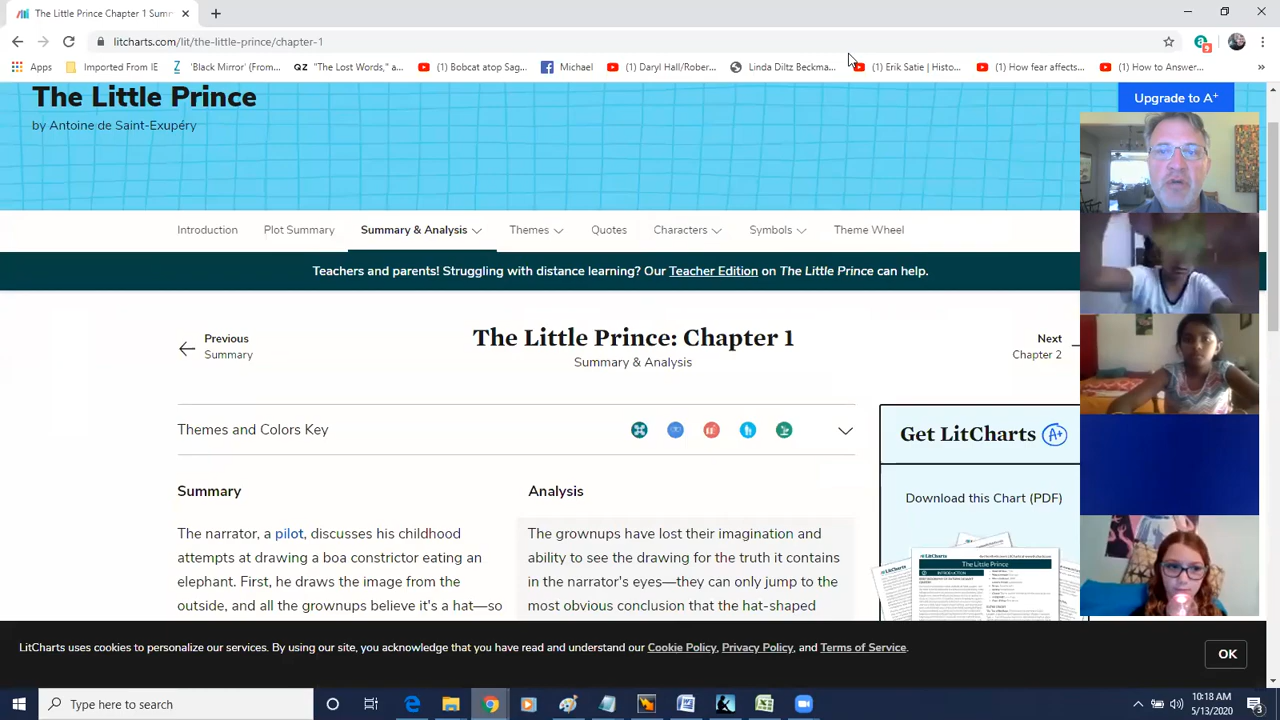 The Little Prince Chapter 1 Sum
litcharts.com/lit/the-little-prince/chapter-1
Apps
Imported From IE
'Black Mirror' (From...
QZ "The Lost Words," a...
(1) Bobcat atop Sag...
Michael
(1) Daryl Hall/Rober...
Linda Diltz Beckma...
(1) Erik Satie | Histo...
(1) How fear affects...
(1) How to Answer...
»
The Little Prince
by Antoine de Saint-Exupéry
Upgrade to A+
Introduction
Plot Summary
Summary & Analysis
Themes
Quotes
Characters
Symbols
Theme Wheel
Teachers and parents! Struggling with distance learning? Our Teacher Edition on The Little Prince can help.
Previous
Summary
The Little Prince: Chapter 1
Summary & Analysis
Next
Chapter 2
Themes and Colors Key
Get LitCharts A+
Download this Chart (PDF)
LitCharts
The Little Prince
INTRODUCTION
Summary
The narrator, a pilot, discusses his childhood
attempts at drawing a boa constrictor eating an
elephant. First, he draws the image from the
outside, and all the grownups believe it's a hat—so
Analysis
The grownups have lost their imagination and
ability to see the drawing for the truth it contains
in the narrator's eyes—they can only jump to the
most obvious conclusion that the hat-shaped
LitCharts uses cookies to personalize our services. By using our site, you acknowledge that you have read and understand our Cookie Policy, Privacy Policy, and Terms of Service.
OK
Type here to search
10:18 AM
5/13/2020
3